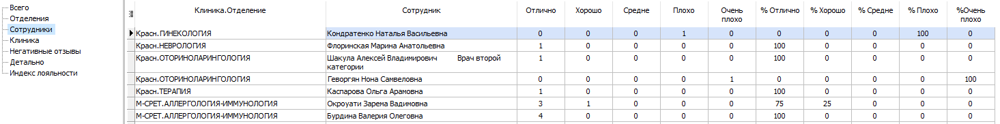 Всего
Отделения
Сотрудники
Клиника
Негативные отзывы
Детально
Индекс лояльности
Клиника.Отделение Сотрудник Отлично Хорошо Средне Плохо Очень плохо % Отлично % Хорошо % Средне % Плохо %Очень плохо
Красн.ГИНЕКОЛОГИЯ Кондратенко Наталья Васильевна 0 0 0 1 0 0 0 0 100 0
Красн.НЕВРОЛОГИЯ Флоринская Марина Анатольевна 1 0 0 0 0 100 0 0 0 0
Красн.ОТОРИНОЛАРИНГОЛОГИЯ Шакула Алексей Владимирович Врач второй 1 0 0 0 0 100 0 0 0 0
категории
Красн.ОТОРИНОЛАРИНГОЛОГИЯ Геворгян Нона Самвеловна 0 0 0 0 1 0 0 0 0 100
Красн.ТЕРАПИЯ Каспарова Ольга Арамовна 1 0 0 0 0 100 0 0 0 0
М-СРЕТ.АЛЛЕРГОЛОГИЯ-ИММУНОЛОГИЯ Окроуати Зарема Вадимовна 3 1 0 0 0 75 25 0 0 0
М-СРЕТ.АЛЛЕРГОЛОГИЯ-ИММУНОЛОГИЯ Бурдина Валерия Олеговна 4 0 0 0 0 100 0 0 0 0